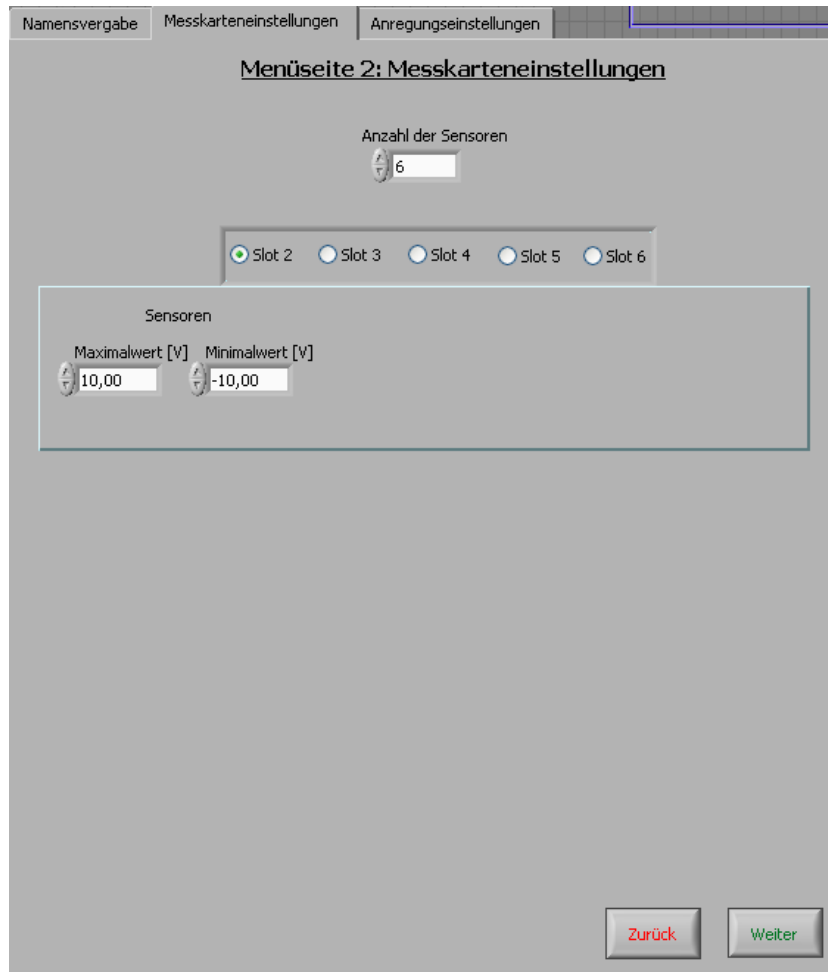 Namensvergabe Messkarteneinstellungen Anregungseinstellungen
Menüseite 2: Messkarteneinstellungen
Anzahl der Sensoren
6
Slot 2 Slot 3 Slot 4 Slot 5 Slot 6
Sensoren
Maximalwert [V] Minimalwert [V]
10,00 -10,00
Zurück Weiter